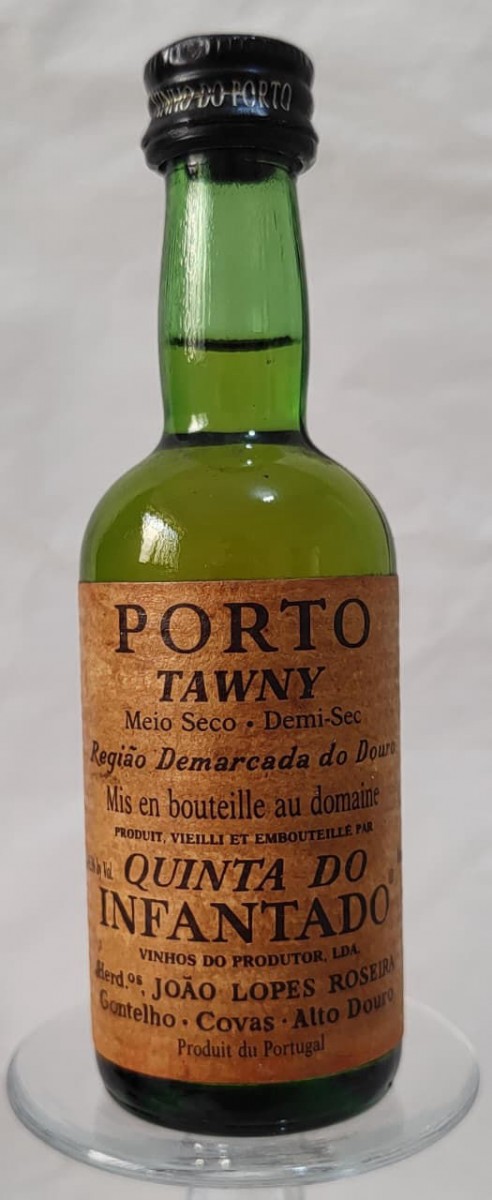 VINHO DO PORTO
PORTO
TAWNY
Meio Seco • Demi-Sec
Região Demarcada do Douro
Mis en bouteille au domaine
PRODUIT, VIEILLI ET EMBOUTEILLÉ PAR
QUINTA DO
INFANTADO
VINHOS DO PRODUTOR, LDA.
Herd.ºs, JOÃO LOPES ROSEIRA
Gontelho • Covas • Alto Douro
Produit du Portugal